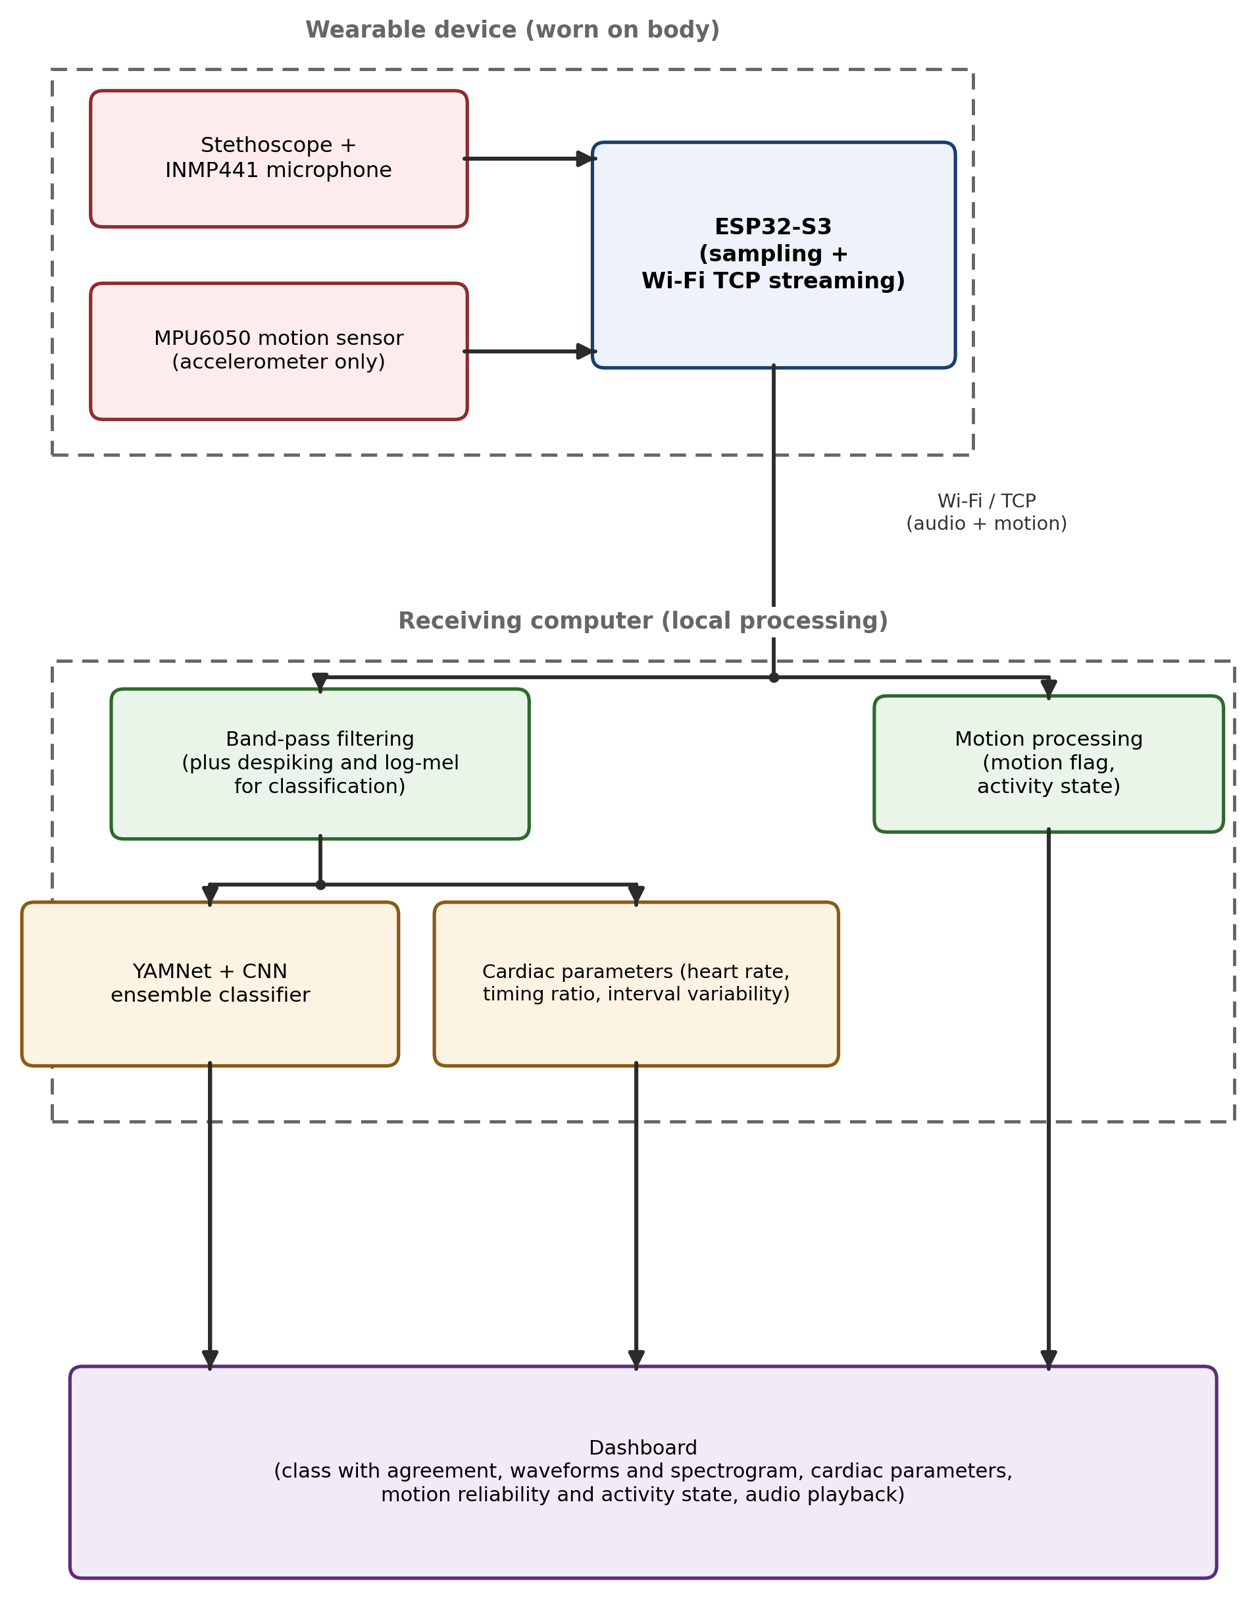 Wearable device (worn on body)
Stethoscope +
INMP441 microphone
ESP32-S3
(sampling +
Wi-Fi TCP streaming)
MPU6050 motion sensor
(accelerometer only)
Wi-Fi / TCP
(audio + motion)
Receiving computer (local processing)
Band-pass filtering
(plus despiking and log-mel
for classification)
Motion processing
(motion flag,
activity state)
YAMNet + CNN
ensemble classifier
Cardiac parameters (heart rate,
timing ratio, interval variability)
Dashboard
(class with agreement, waveforms and spectrogram, cardiac parameters,
motion reliability and activity state, audio playback)